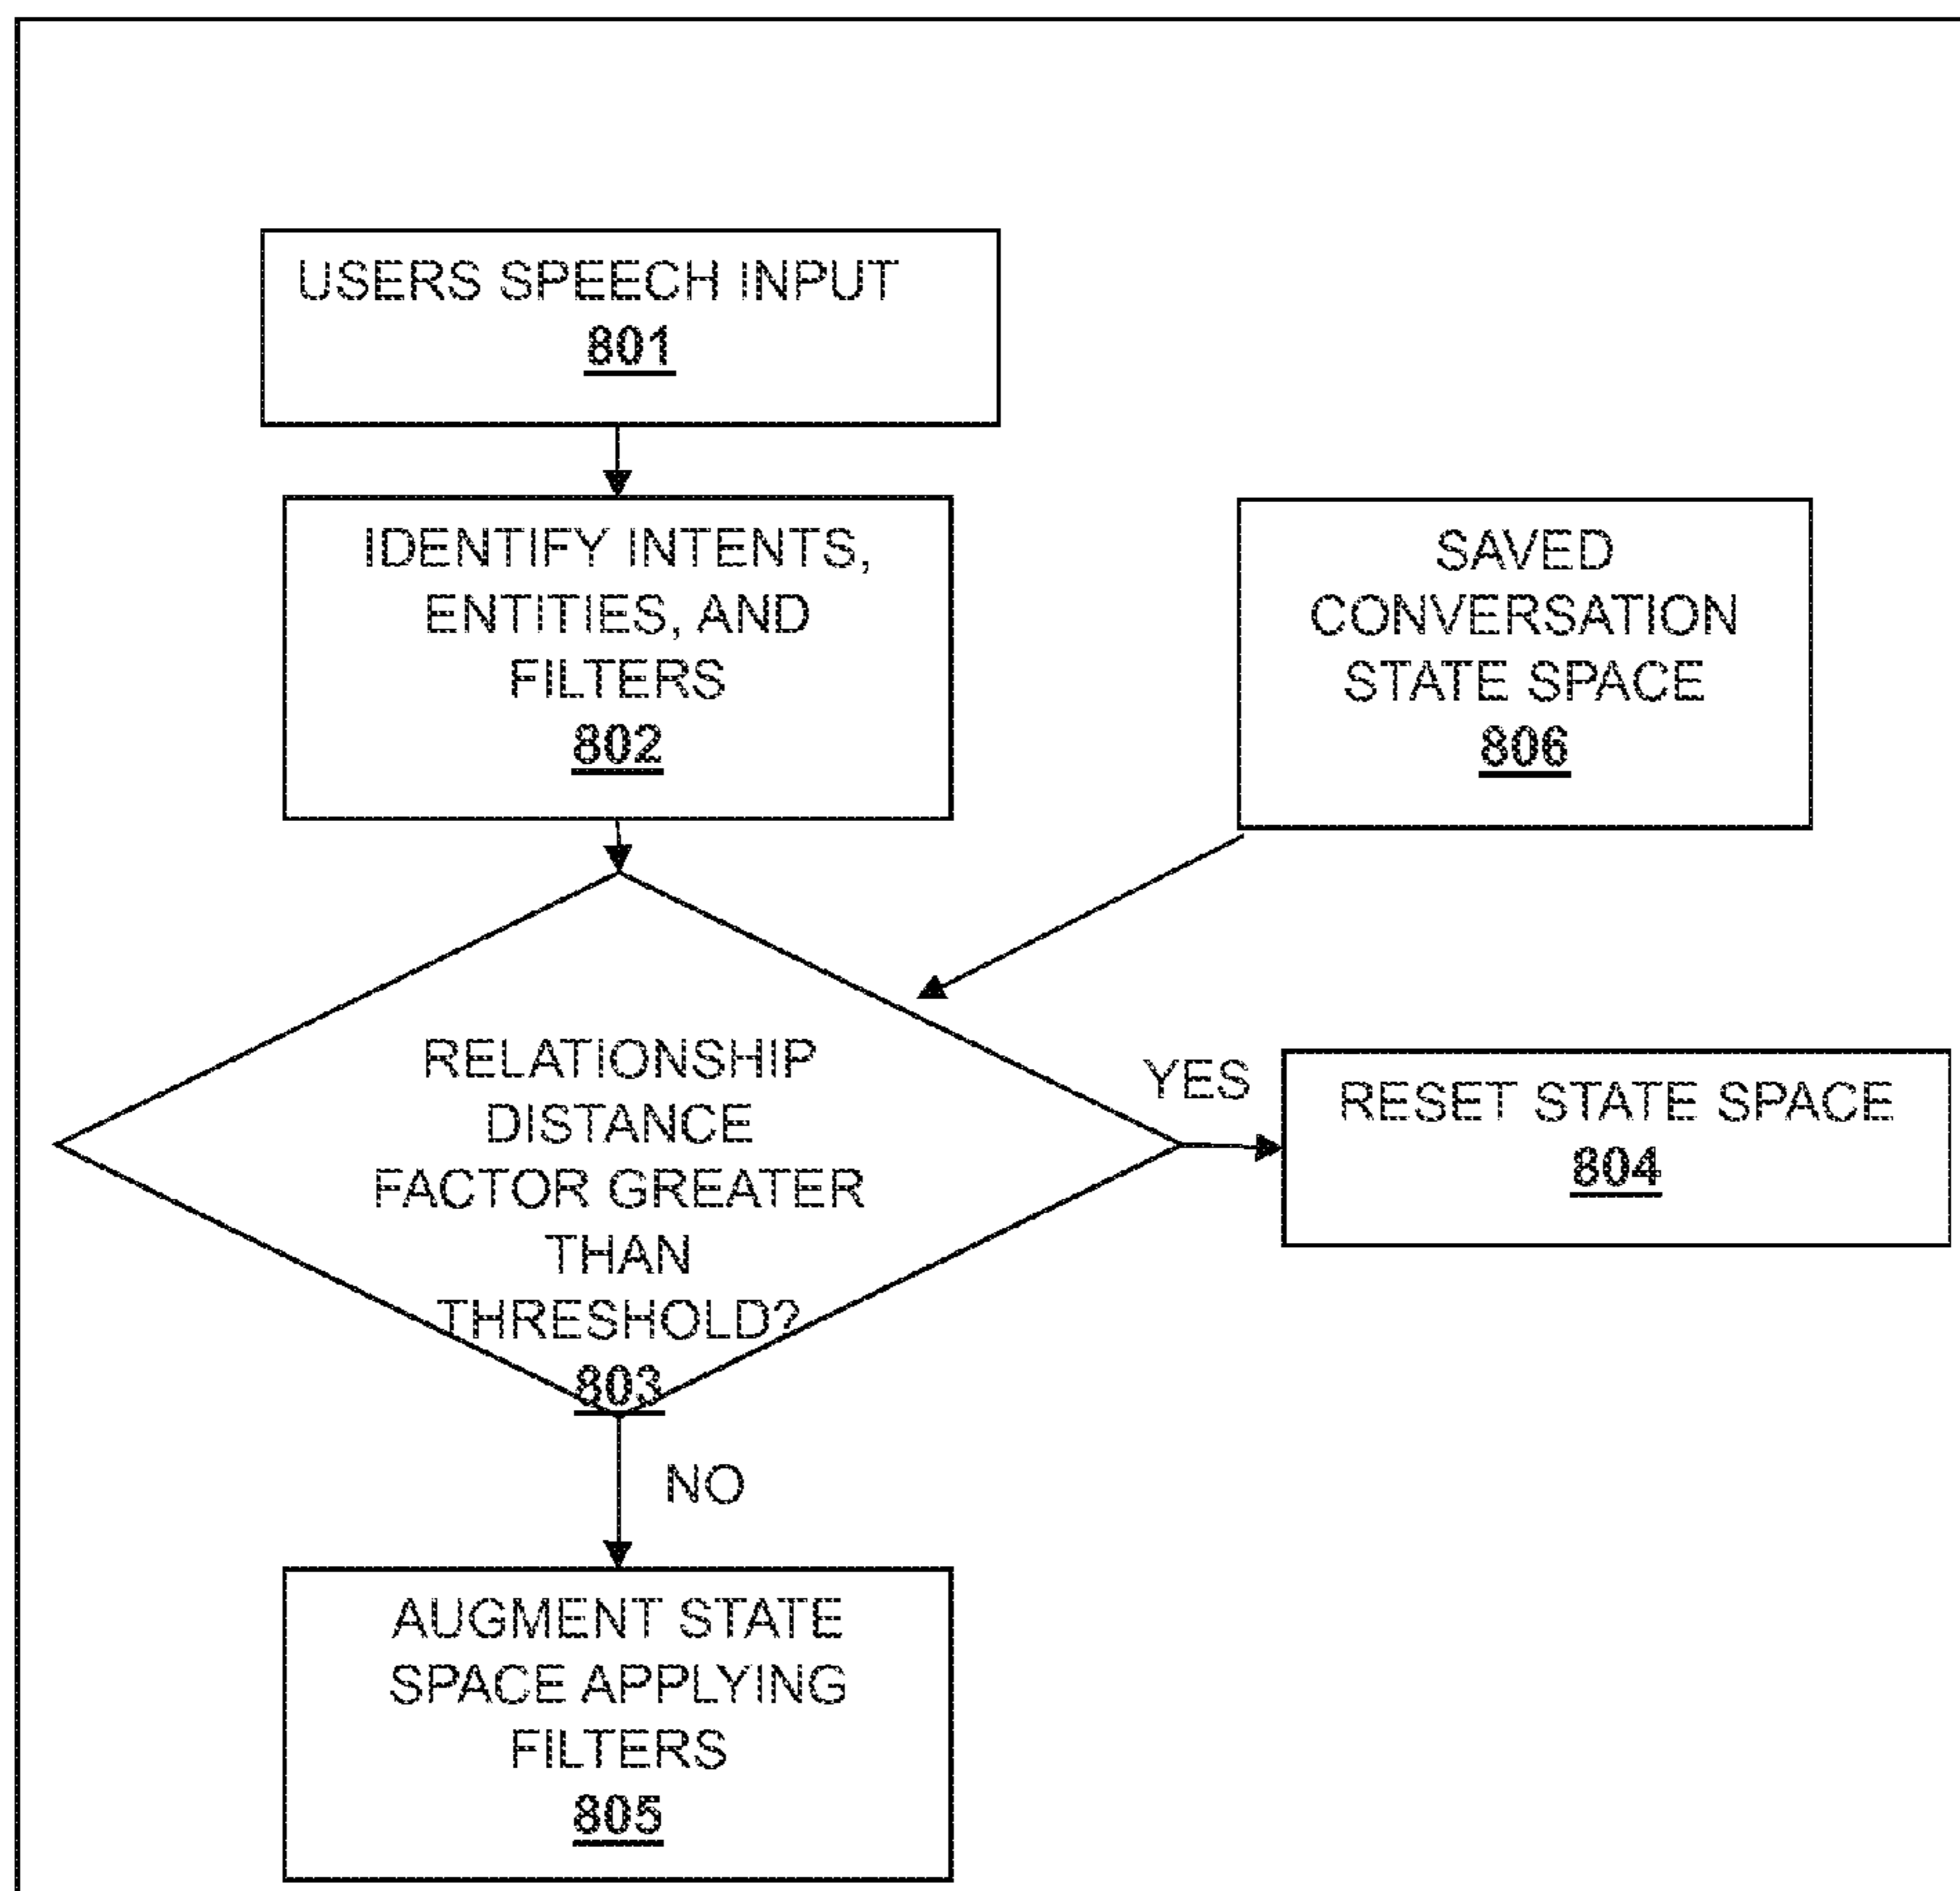 USERS SPEECH INPUT
801
IDENTIFY INTENTS,
ENTITIES, AND
FILTERS
802
SAVED
CONVERSATION
STATE SPACE
806
RELATIONSHIP
DISTANCE
FACTOR GREATER
THAN
THRESHOLD?
803
YES
RESET STATE SPACE
804
NO
AUGMENT STATE
SPACE APPLYING
FILTERS
805